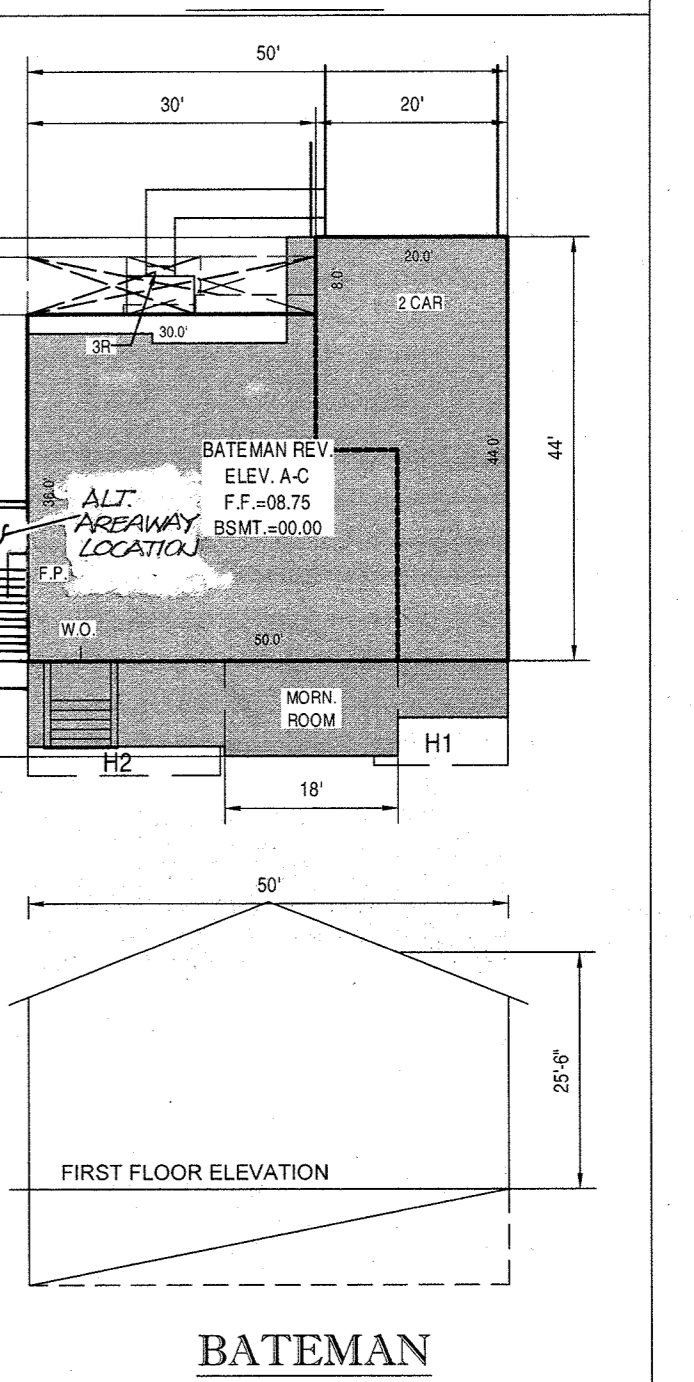 50'
30'
20'
20.0'
8.0'
2 CAR
30.0'
3R
BATEMAN REV.
ELEV. A-C
F.F.=08.75
BSMT.=00.00
44.0'
44'
36.0'
ALT.
AREAWAY
LOCATION
F.P.
W.O.
50.0'
MORN.
ROOM
H2
H1
18'
50'
25'-6"
FIRST FLOOR ELEVATION
BATEMAN